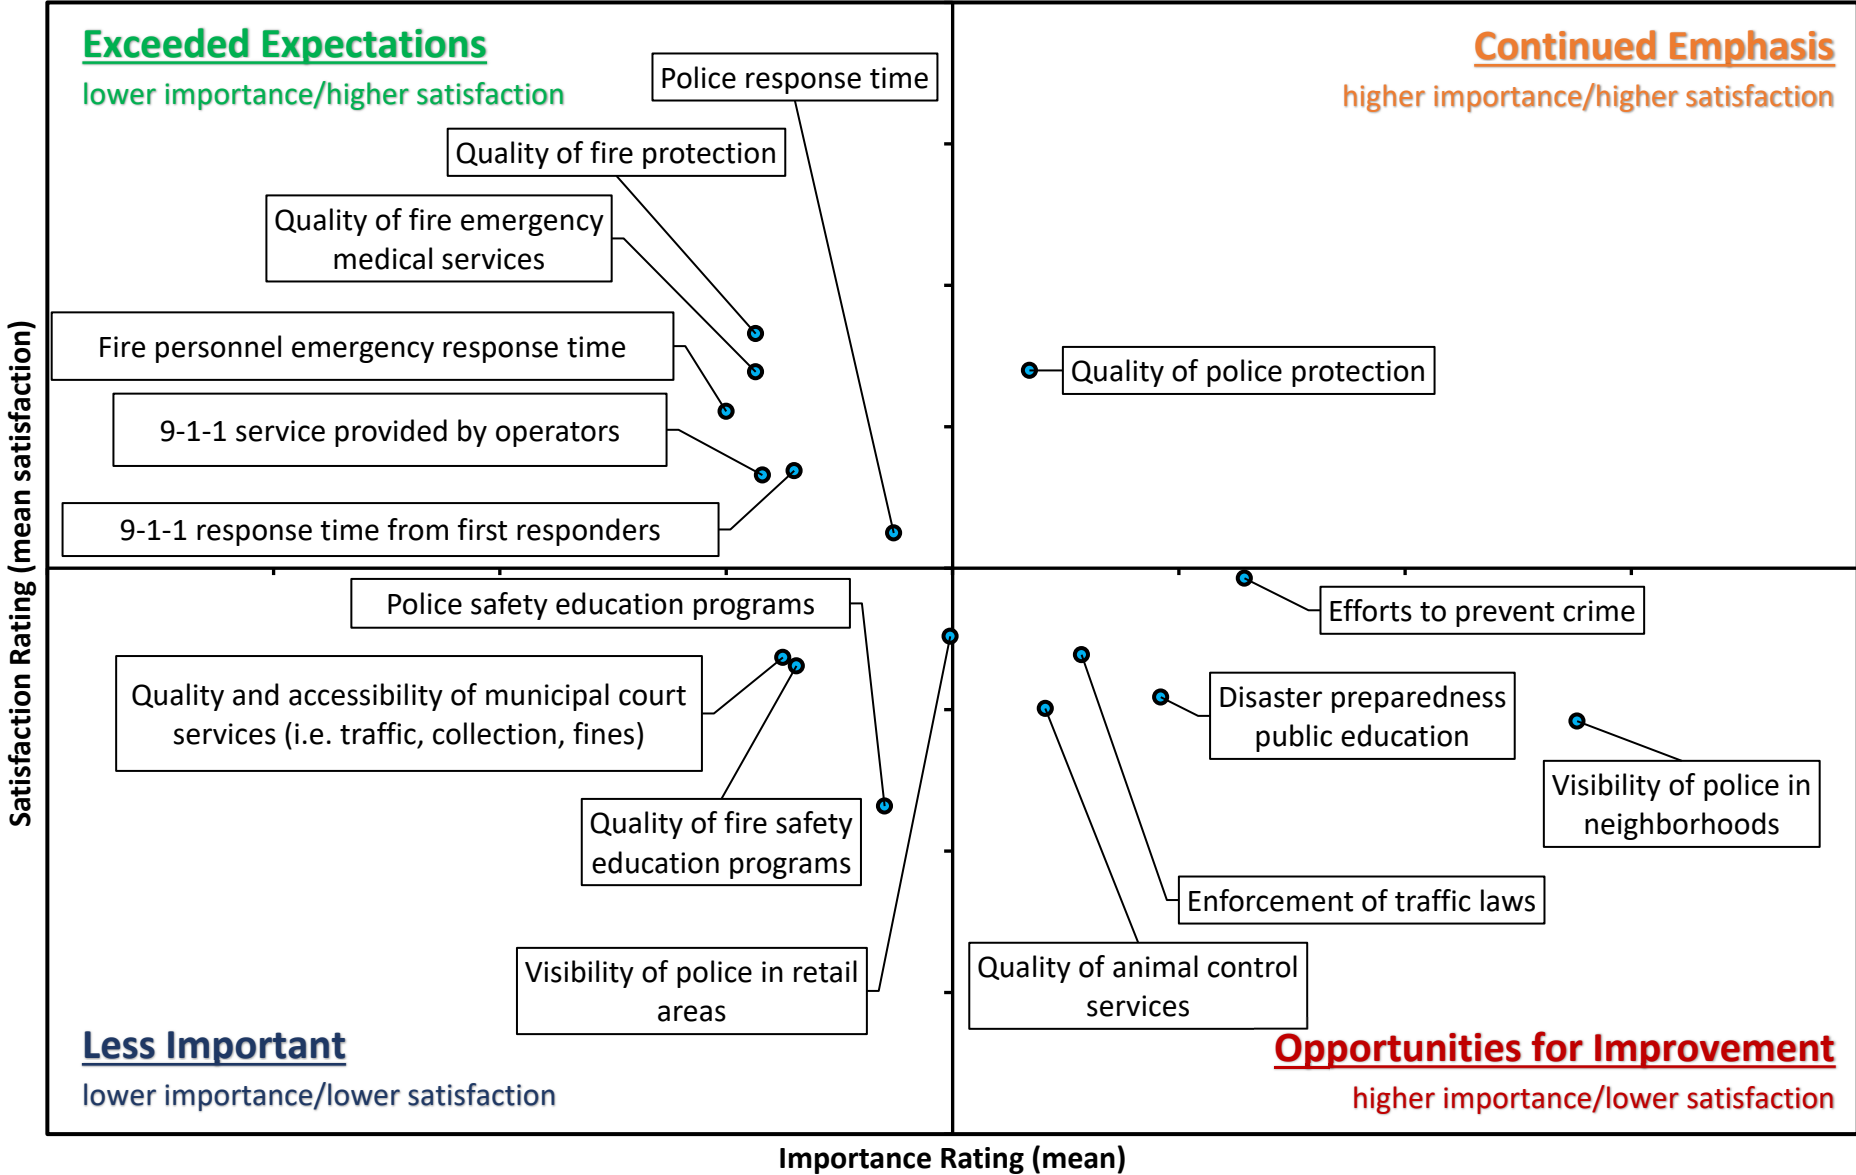 Exceeded Expectations
lower importance/higher satisfaction
Continued Emphasis
higher importance/higher satisfaction
Police response time
Quality of fire protection
Quality of fire emergency
medical services
Fire personnel emergency response time
9-1-1 service provided by operators
9-1-1 response time from first responders
Quality of police protection
Satisfaction Rating (mean satisfaction)
Police safety education programs
Quality and accessibility of municipal court
services (i.e. traffic, collection, fines)
Quality of fire safety
education programs
Visibility of police in retail
areas
Efforts to prevent crime
Disaster preparedness
public education
Visibility of police in
neighborhoods
Enforcement of traffic laws
Quality of animal control
services
Less Important
lower importance/lower satisfaction
Opportunities for Improvement
higher importance/lower satisfaction
Importance Rating (mean)